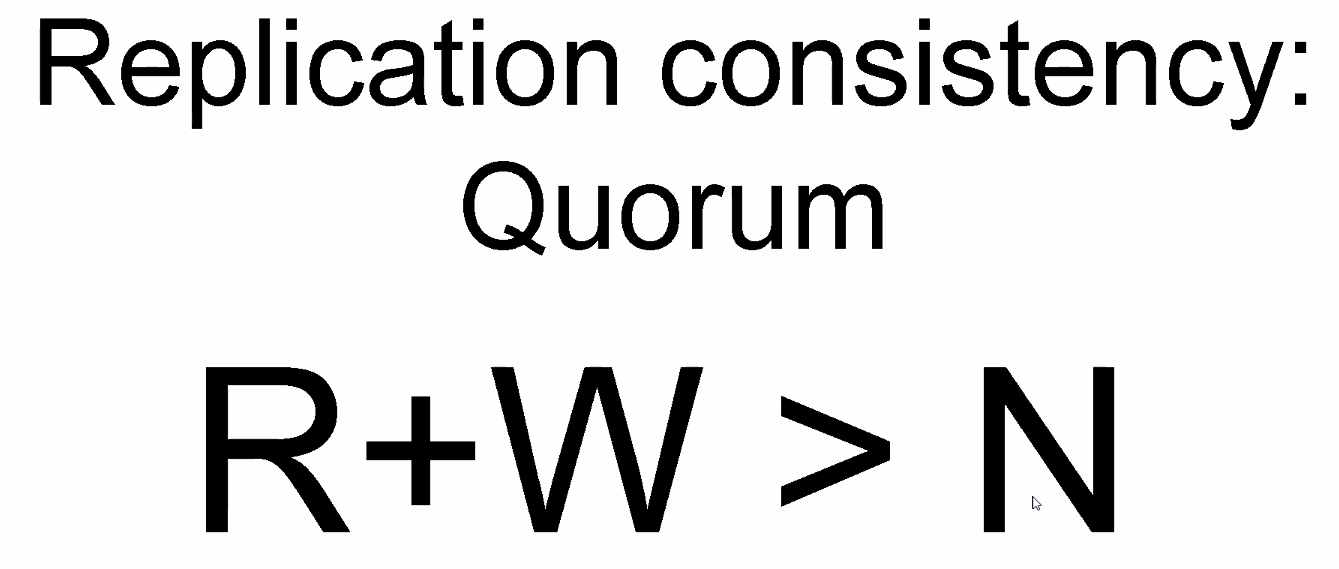 Replication consistency:
Quorum
R+W > N